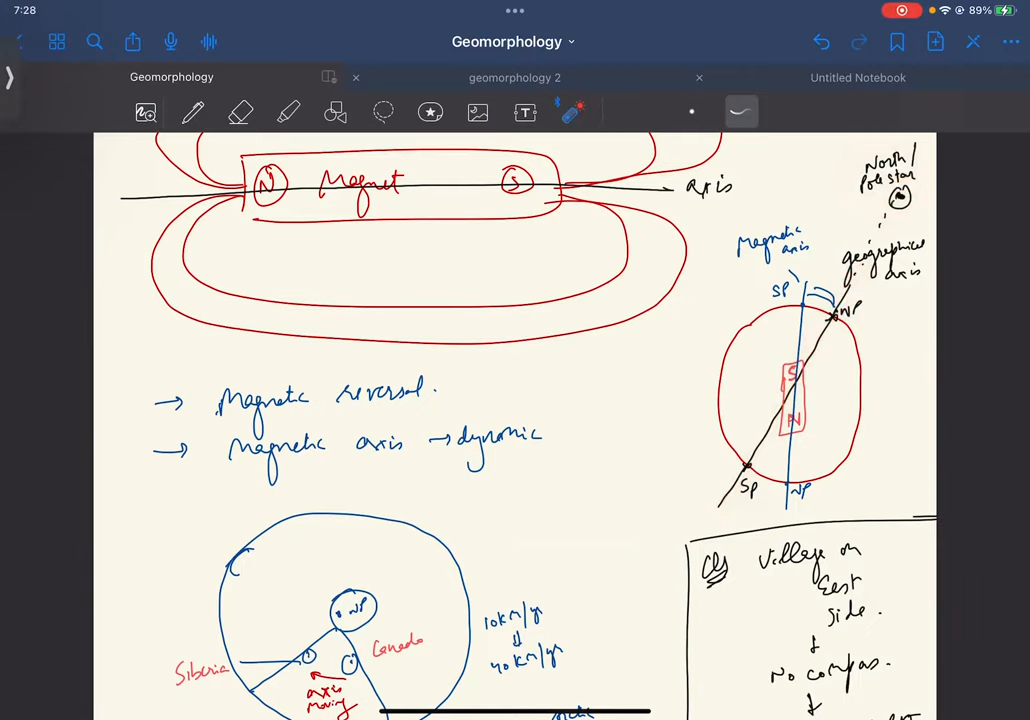 7:28
89%
Geomorphology
Geomorphology
geomorphology 2
Untitled Notebook
N
Magnet
S
axis
North/
Pole star
Magnetic
axis
geographical
axis
SP
NP
S
N
SP
NP
→ Magnetic reversal.
→ Magnetic axis → dynamic
NP
Siberia
Canada
axis
moving
10km/yr
↓
40km/yr
Village on
East
side.
↓
No compas.
↓